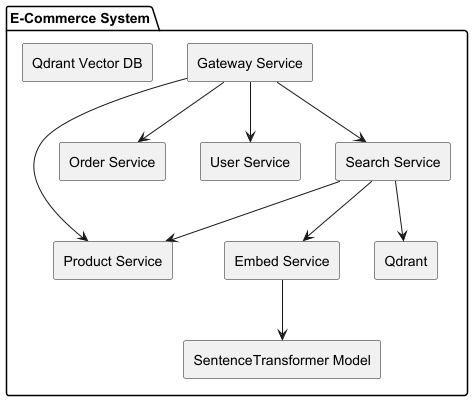 E-Commerce System
Qdrant Vector DB
Gateway Service
Order Service
User Service
Search Service
Product Service
Embed Service
Qdrant
SentenceTransformer Model